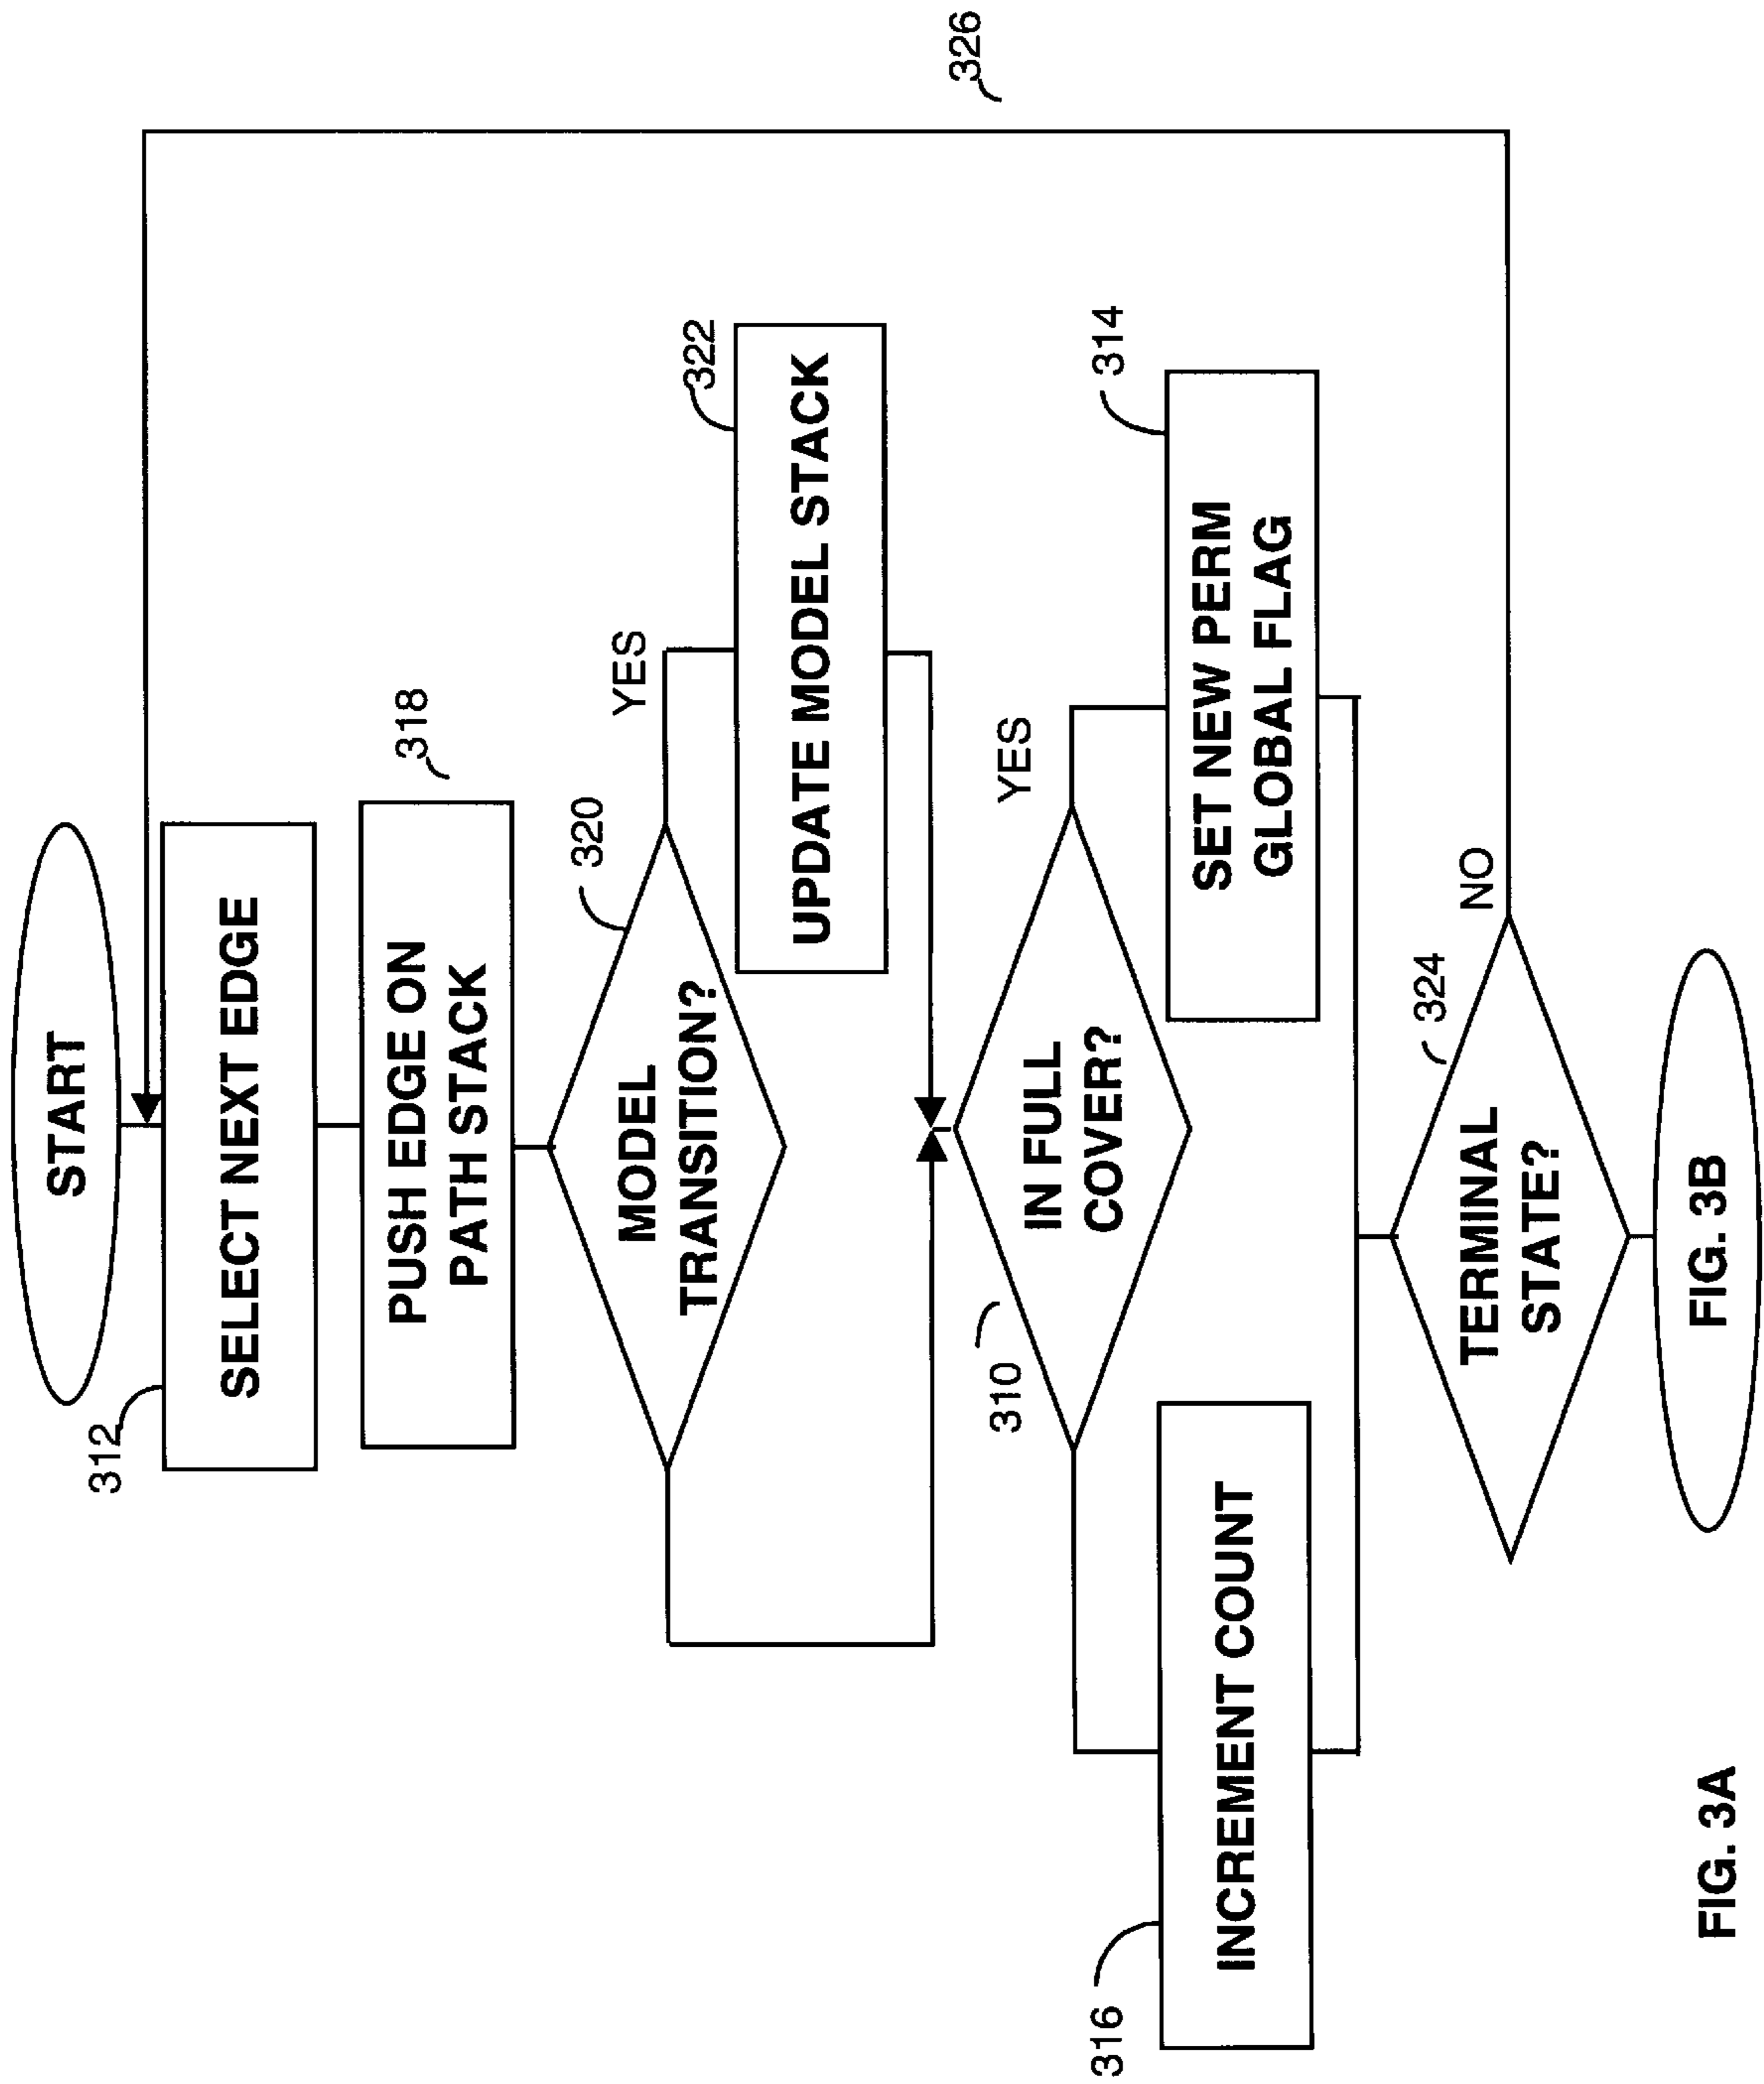 START
312
SELECT NEXT EDGE
318
PUSH EDGE ON
PATH STACK
320
YES
MODEL
TRANSITION?
322
UPDATE MODEL STACK
326
310
YES
IN FULL
COVER?
314
SET NEW PERM
GLOBAL FLAG
316
INCREMENT COUNT
324
NO
TERMINAL
STATE?
FIG. 3B
FIG. 3A